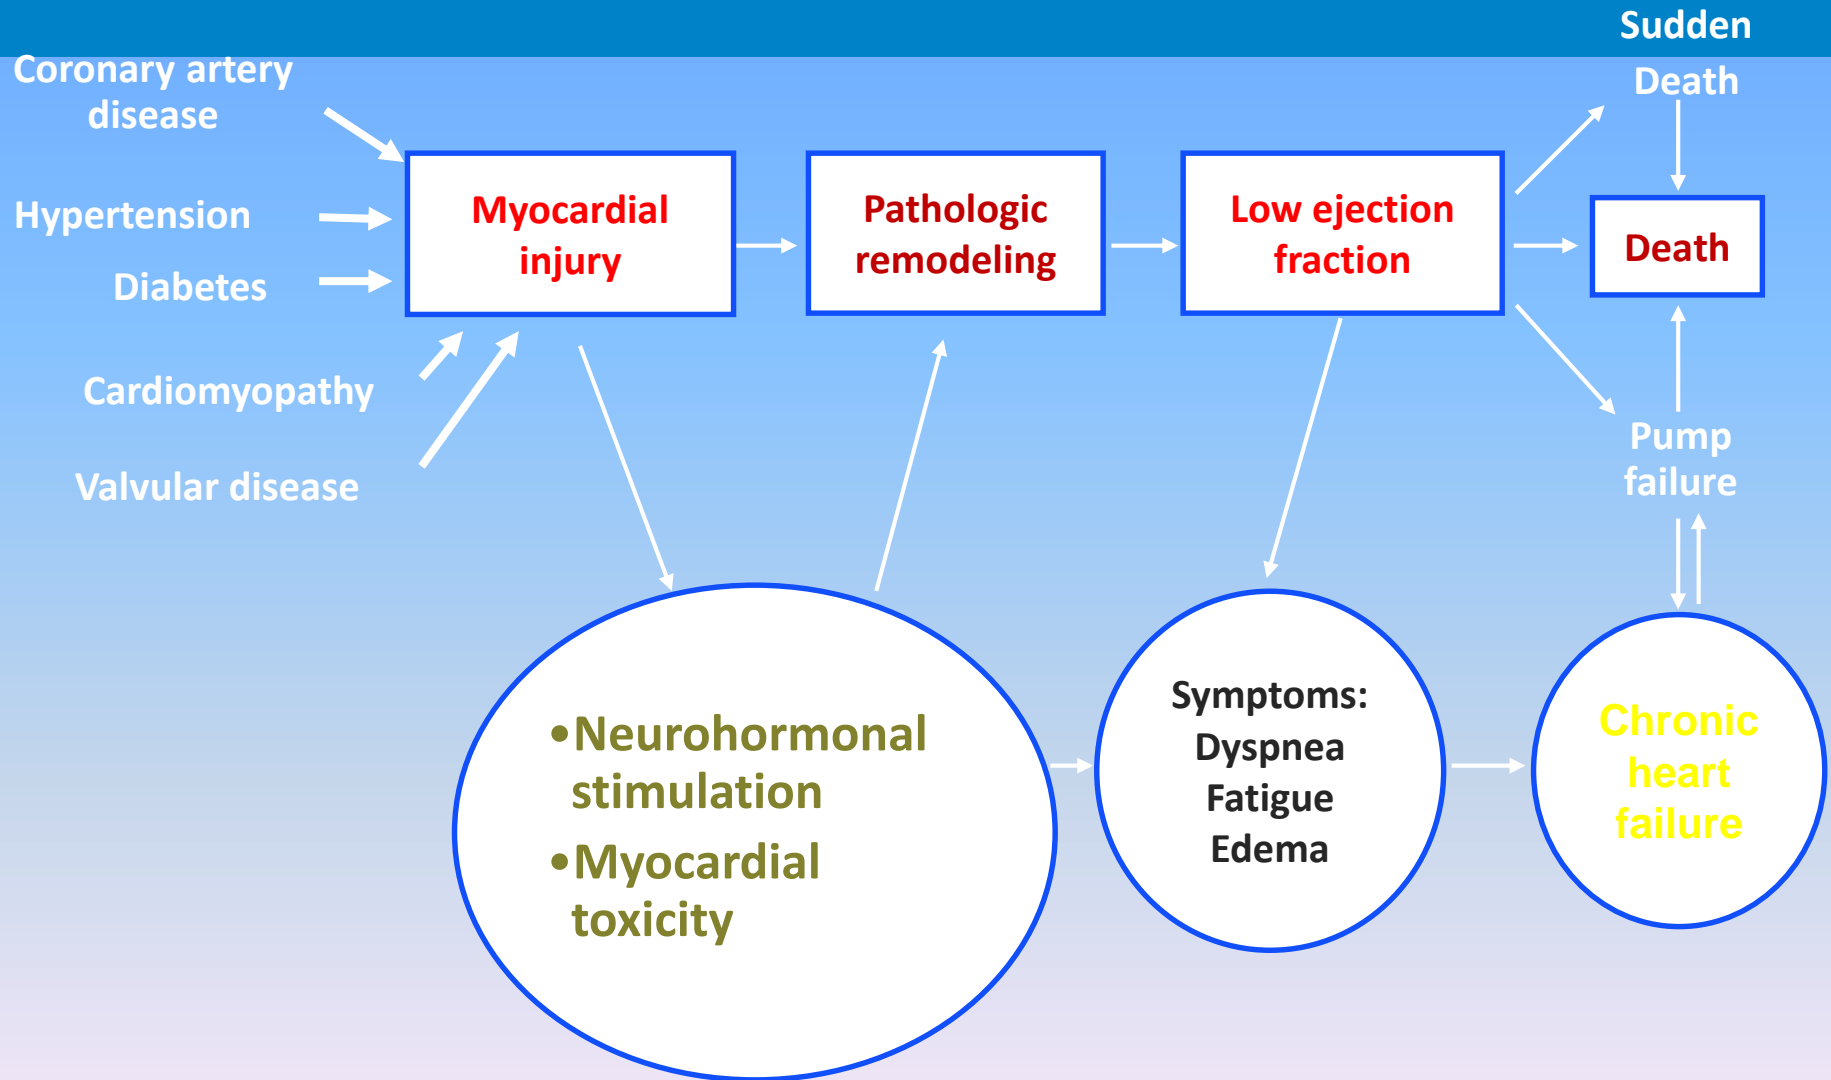 Sudden
Death
Coronary artery
disease
Hypertension
Diabetes
Cardiomyopathy
Valvular disease
Myocardial
injury
Pathologic
remodeling
Low ejection
fraction
Death
Pump
failure
•Neurohormonal
stimulation
•Myocardial
toxicity
Symptoms:
Dyspnea
Fatigue
Edema
Chronic
heart
failure